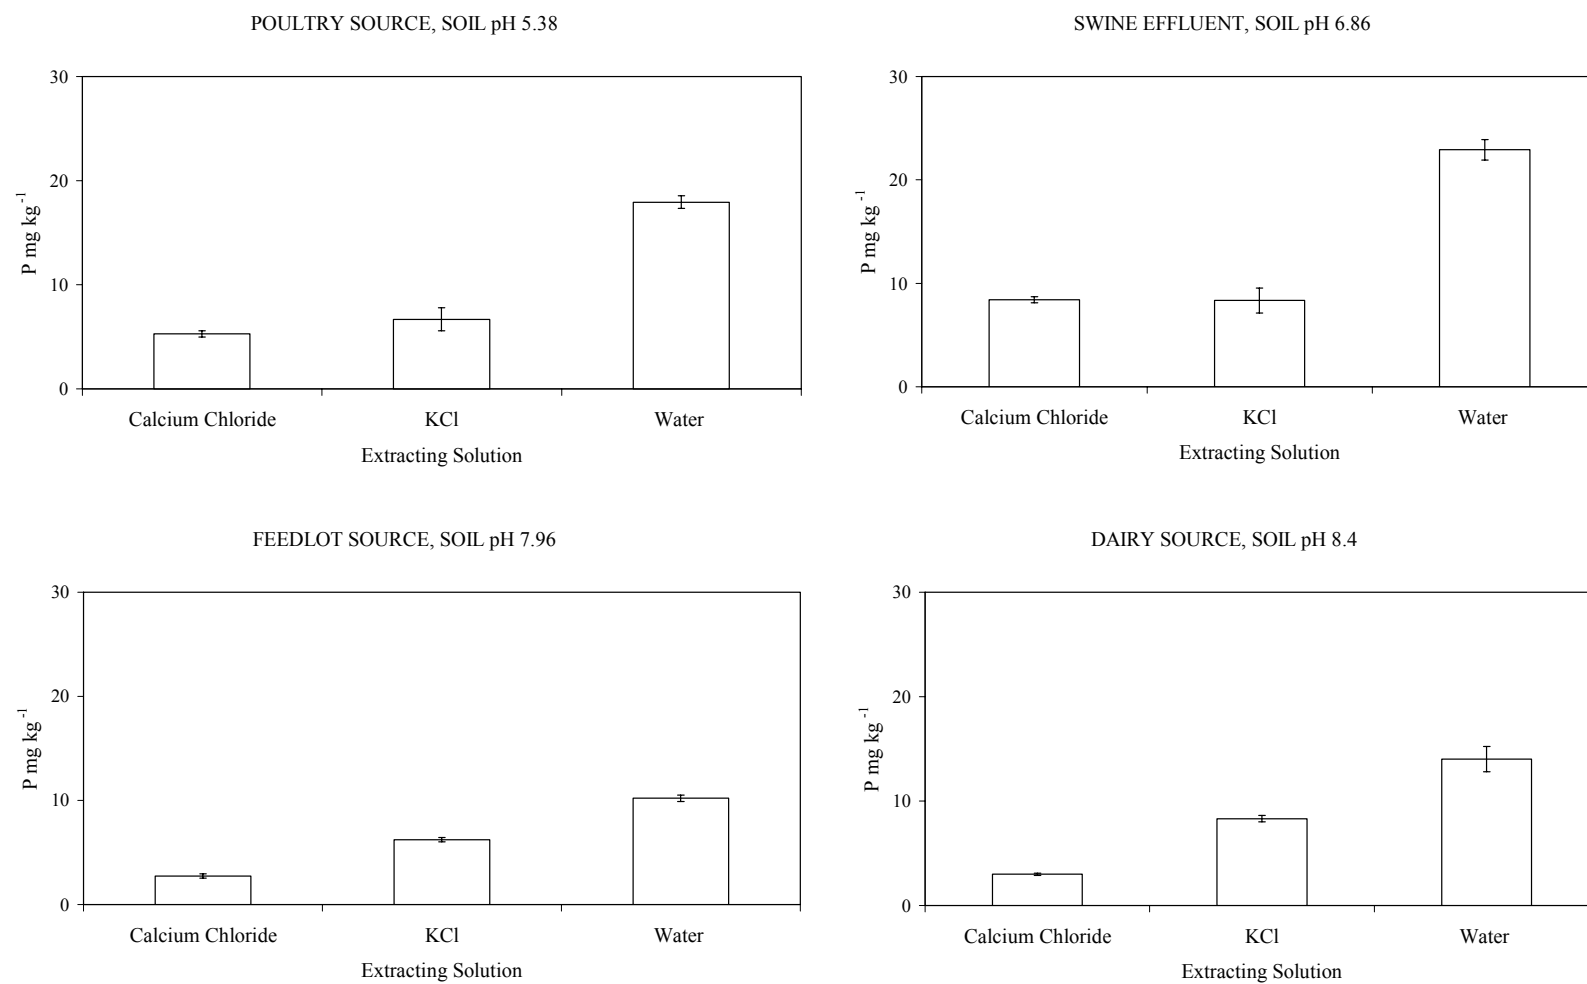 POULTRY SOURCE, SOIL pH 5.38
30
20
10
0
P mg kg-1
Calcium Chloride KCl Water
Extracting Solution
SWINE EFFLUENT, SOIL pH 6.86
30
20
10
0
P mg kg-1
Calcium Chloride KCl Water
Extracting Solution
FEEDLOT SOURCE, SOIL pH 7.96
30
20
10
0
P mg kg-1
Calcium Chloride KCl Water
Extracting Solution
DAIRY SOURCE, SOIL pH 8.4
30
20
10
0
P mg kg-1
Calcium Chloride KCl Water
Extracting Solution